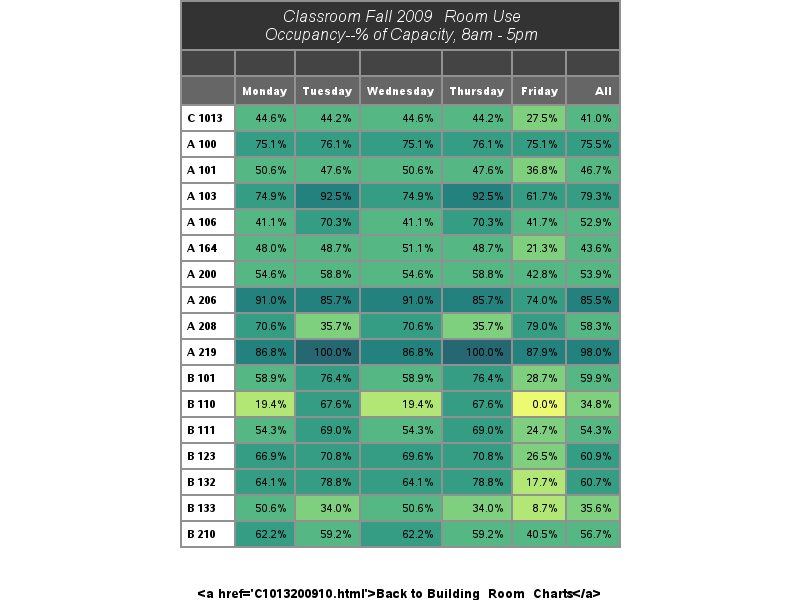 Classroom Fall 2009 Room Use
Occupancy--% of Capacity, 8am - 5pm
Monday Tuesday Wednesday Thursday Friday All
C 1013 44.6% 44.2% 44.6% 44.2% 27.5% 41.0%
A 100 75.1% 76.1% 75.1% 76.1% 75.1% 75.5%
A 101 50.6% 47.6% 50.6% 47.6% 36.8% 46.7%
A 103 74.9% 92.5% 74.9% 92.5% 61.7% 79.3%
A 106 41.1% 70.3% 41.1% 70.3% 41.7% 52.9%
A 164 48.0% 48.7% 51.1% 48.7% 21.3% 43.6%
A 200 54.6% 58.8% 54.6% 58.8% 42.8% 53.9%
A 206 91.0% 85.7% 91.0% 85.7% 74.0% 85.5%
A 208 70.6% 35.7% 70.6% 35.7% 79.0% 58.3%
A 219 86.8% 100.0% 86.8% 100.0% 87.9% 98.0%
B 101 58.9% 76.4% 58.9% 76.4% 28.7% 59.9%
B 110 19.4% 67.6% 19.4% 67.6% 0.0% 34.8%
B 111 54.3% 69.0% 54.3% 69.0% 24.7% 54.3%
B 123 66.9% 70.8% 69.6% 70.8% 26.5% 60.9%
B 132 64.1% 78.8% 64.1% 78.8% 17.7% 60.7%
B 133 50.6% 34.0% 50.6% 34.0% 8.7% 35.6%
B 210 62.2% 59.2% 62.2% 59.2% 40.5% 56.7%
<a href='C1013200910.html'>Back to Building Room Charts</a>